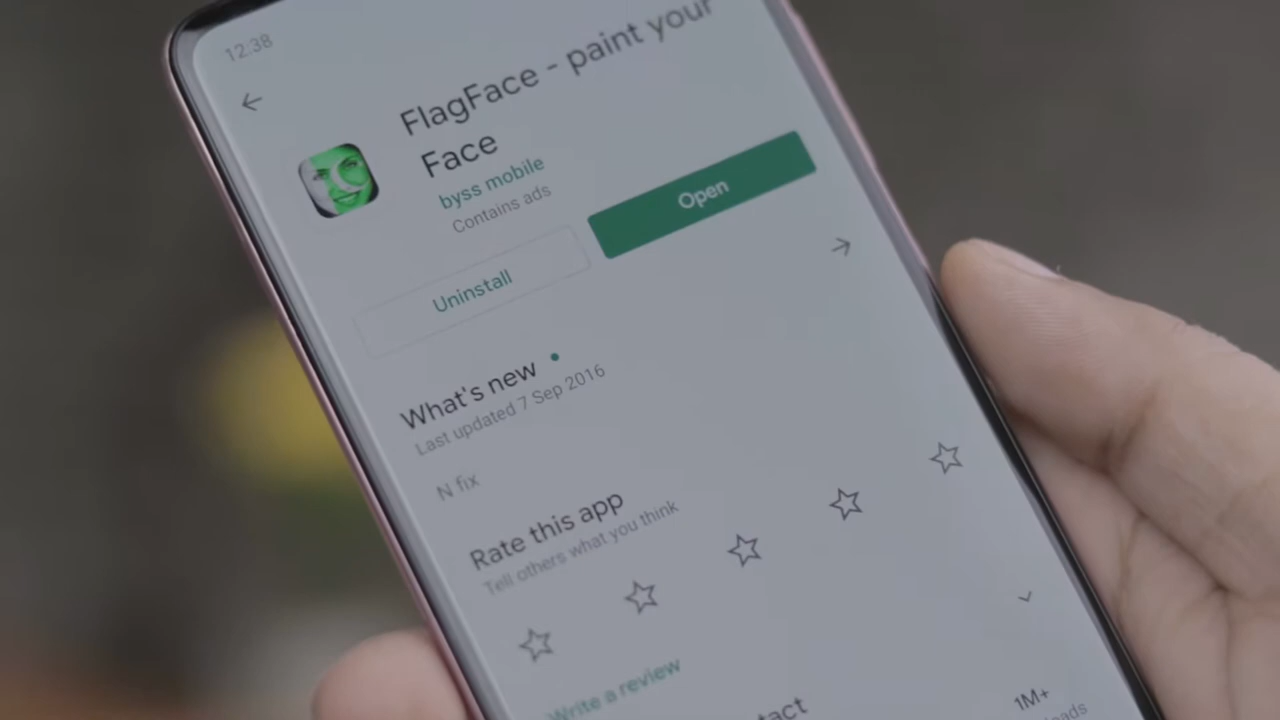 12:38
FlagFace - paint your
Face
byss mobile
Contains ads
Uninstall
Open
What's new
Last updated 7 Sep 2016
N fix
Rate this app
Tell others what you think
Write a review
1M+